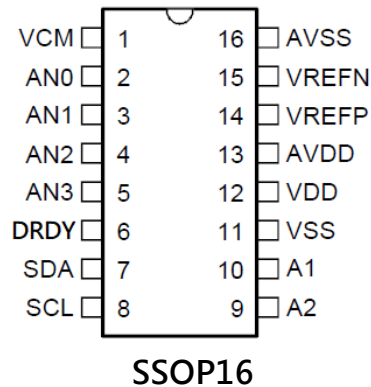 VCM 1 16 AVSS
AN0 2 15 VREFN
AN1 3 14 VREFP
AN2 4 13 AVDD
AN3 5 12 VDD
DRDY 6 11 VSS
SDA 7 10 A1
SCL 8 9 A2
SSOP16